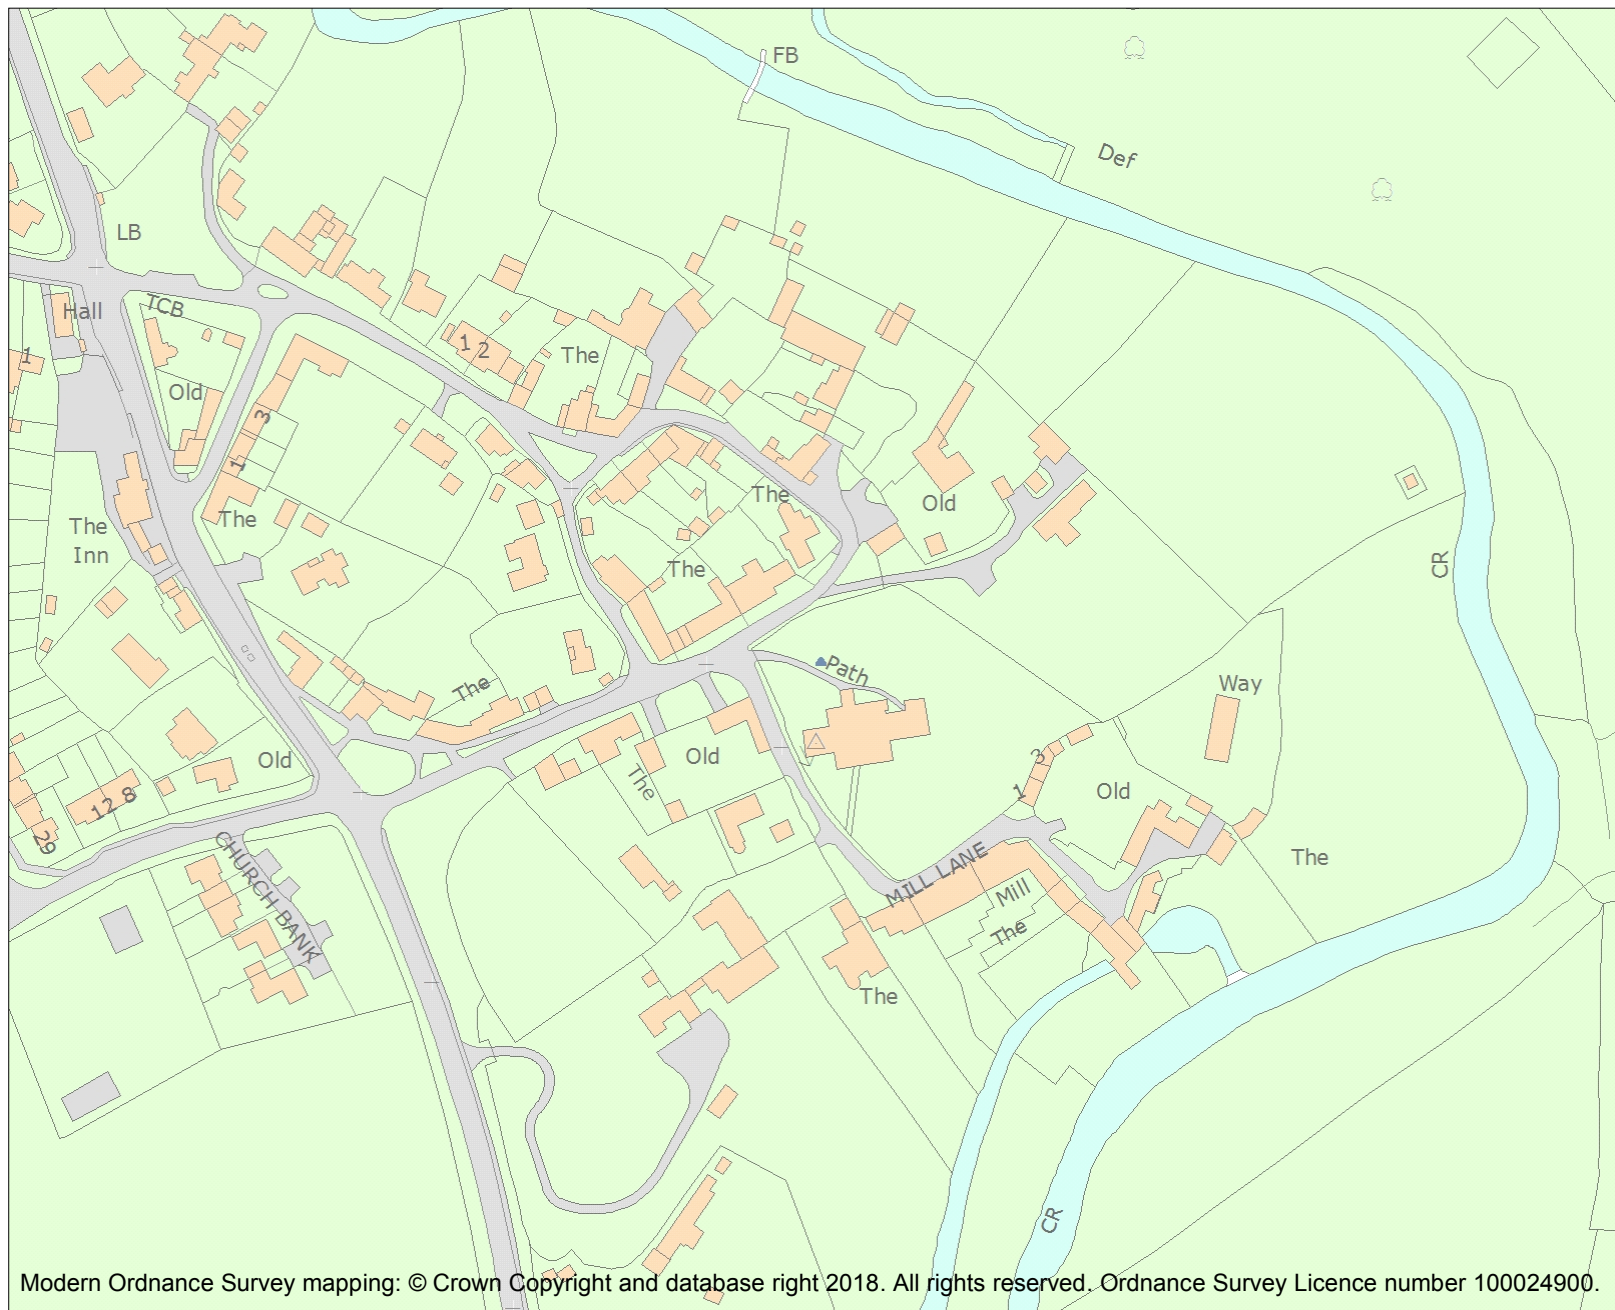 FB
Def
LB
TCB
Hall
1
1 2
The
Old
3
1
The
The
Inn
The
Old
The
CR
Path
Way
The
Old
Old
The
3
1
Old
12 8
29
CHURCH BANK
MILL LANE
Mill
The
The
The
CR
Modern Ordnance Survey mapping: © Crown Copyright and database right 2018. All rights reserved. Ordnance Survey Licence number 100024900.